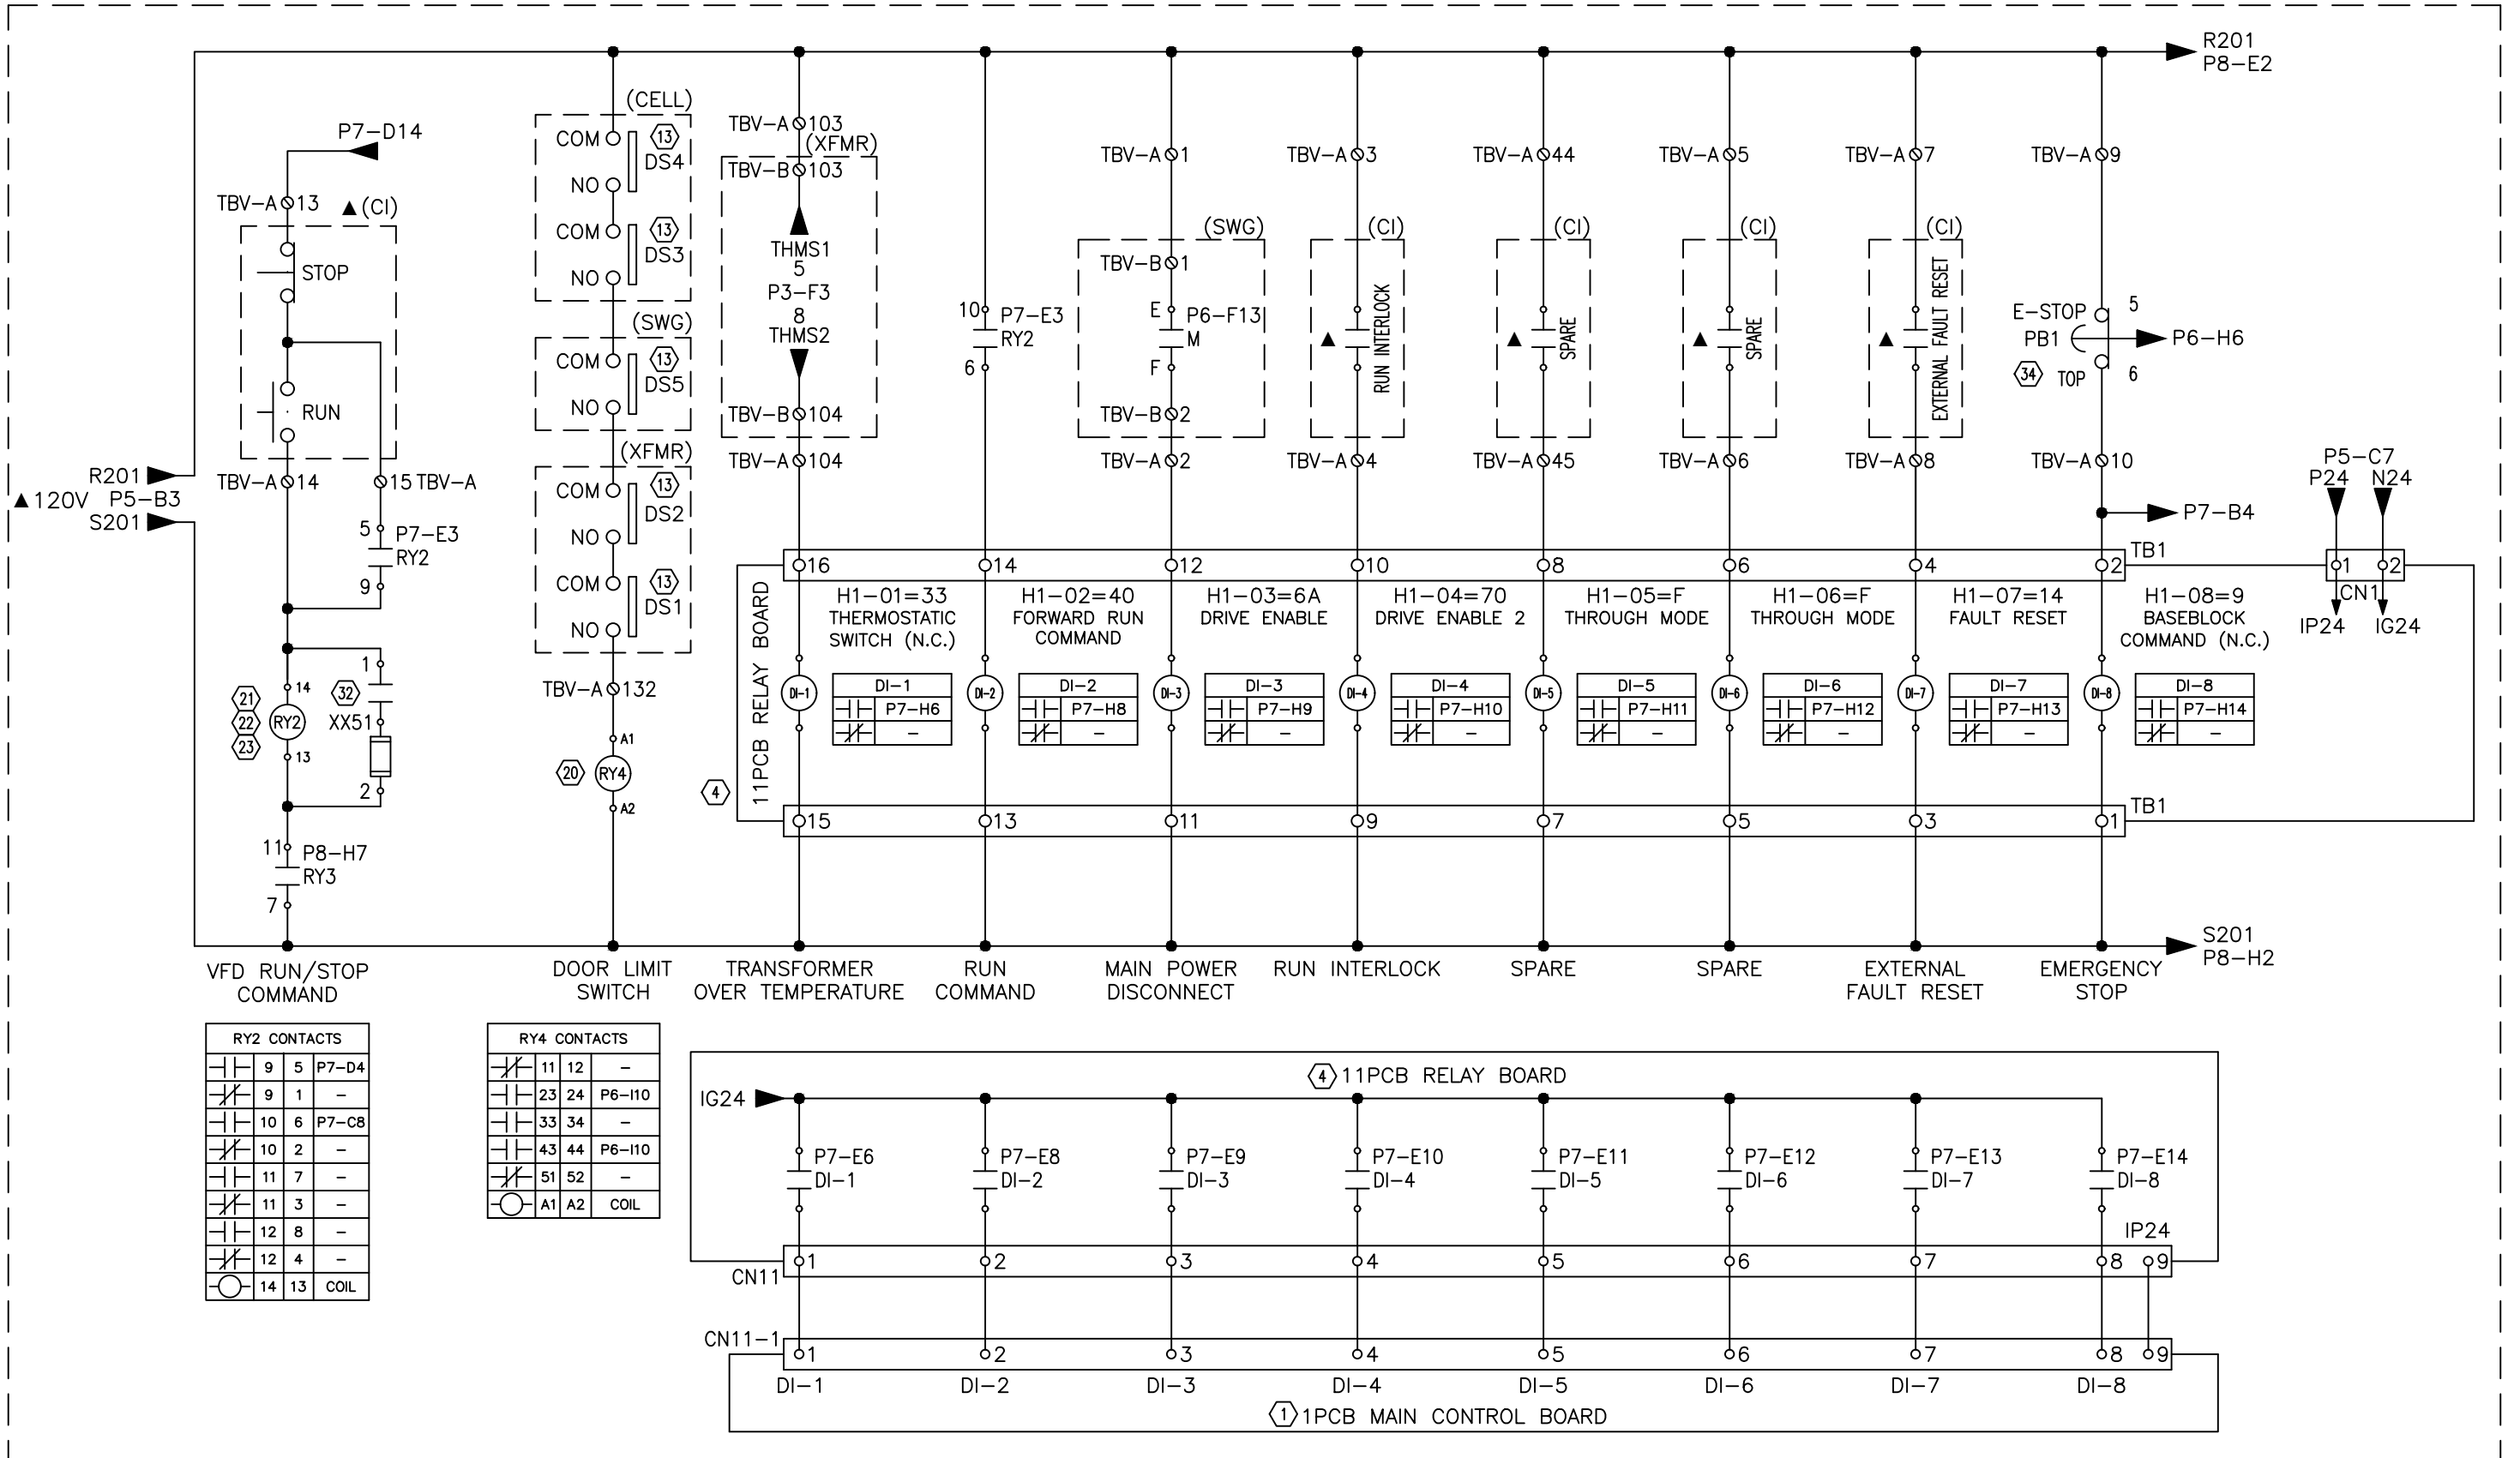 R201
P8-E2
P7-D14
TBV-A 13
▲(CI)
STOP
RUN
TBV-A 14
15 TBV-A
R201
▲120V P5-B3
S201
5
P7-E3
RY2
9
1
32
XX51
2
21
22
23
14
RY2
13
11
P8-H7
RY3
7
VFD RUN/STOP
COMMAND
(CELL)
COM
13
DS4
NO
COM
13
DS3
NO
(SWG)
COM
13
DS5
NO
(XFMR)
COM
13
DS2
NO
COM
13
DS1
NO
TBV-A 132
A1
20
RY4
A2
DOOR LIMIT
SWITCH
TBV-A 103
(XFMR)
TBV-B 103
THMS1
5
P3-F3
8
THMS2
TBV-B 104
TBV-A 104
10
P7-E3
RY2
6
TBV-A 1
(SWG)
TBV-B 1
E
P6-F13
M
F
TBV-B 2
TBV-A 2
TBV-A 3
(CI)
▲
RUN INTERLOCK
TBV-A 4
TBV-A 44
(CI)
▲
SPARE
TBV-A 45
TBV-A 5
(CI)
▲
SPARE
TBV-A 6
TBV-A 7
(CI)
▲
EXTERNAL FAULT RESET
TBV-A 8
TBV-A 9
E-STOP
5
PB1
P6-H6
34
TOP
6
TBV-A 10
P7-B4
P5-C7
P24 N24
16 14 12 10 8 6 4 2
TB1
1 2
CN1
IP24 IG24
11PCB RELAY BOARD
4
H1-01=33
THERMOSTATIC
SWITCH (N.C.)
H1-02=40
FORWARD RUN
COMMAND
H1-03=6A
DRIVE ENABLE
H1-04=70
DRIVE ENABLE 2
H1-05=F
THROUGH MODE
H1-06=F
THROUGH MODE
H1-07=14
FAULT RESET
H1-08=9
BASEBLOCK
COMMAND (N.C.)
DI-1
DI-1
P7-H6
-
DI-2
DI-2
P7-H8
-
DI-3
DI-3
P7-H9
-
DI-4
DI-4
P7-H10
-
DI-5
DI-5
P7-H11
-
DI-6
DI-6
P7-H12
-
DI-7
DI-7
P7-H13
-
DI-8
DI-8
P7-H14
-
15 13 11 9 7 5 3 1
TB1
S201
P8-H2
TRANSFORMER
OVER TEMPERATURE
RUN
COMMAND
MAIN POWER
DISCONNECT
RUN INTERLOCK
SPARE
SPARE
EXTERNAL
FAULT RESET
EMERGENCY
STOP
RY2 CONTACTS
9 5 P7-D4
9 1 -
10 6 P7-C8
10 2 -
11 7 -
11 3 -
12 8 -
12 4 -
14 13 COIL
RY4 CONTACTS
11 12 -
23 24 P6-I10
33 34 -
43 44 P6-I10
51 52 -
A1 A2 COIL
4 11PCB RELAY BOARD
IG24
P7-E6
DI-1
P7-E8
DI-2
P7-E9
DI-3
P7-E10
DI-4
P7-E11
DI-5
P7-E12
DI-6
P7-E13
DI-7
P7-E14
DI-8
IP24
CN11
1 2 3 4 5 6 7 8 9
CN11-1
1 2 3 4 5 6 7 8 9
DI-1 DI-2 DI-3 DI-4 DI-5 DI-6 DI-7 DI-8
1 1PCB MAIN CONTROL BOARD